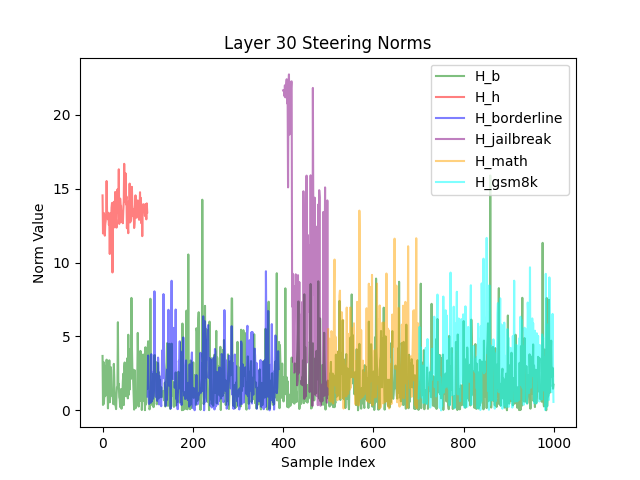 Layer 30 Steering Norms
Norm Value
20
15
10
5
0
H_b
H_h
H_borderline
H_jailbreak
H_math
H_gsm8k
0 200 400 600 800 1000
Sample Index